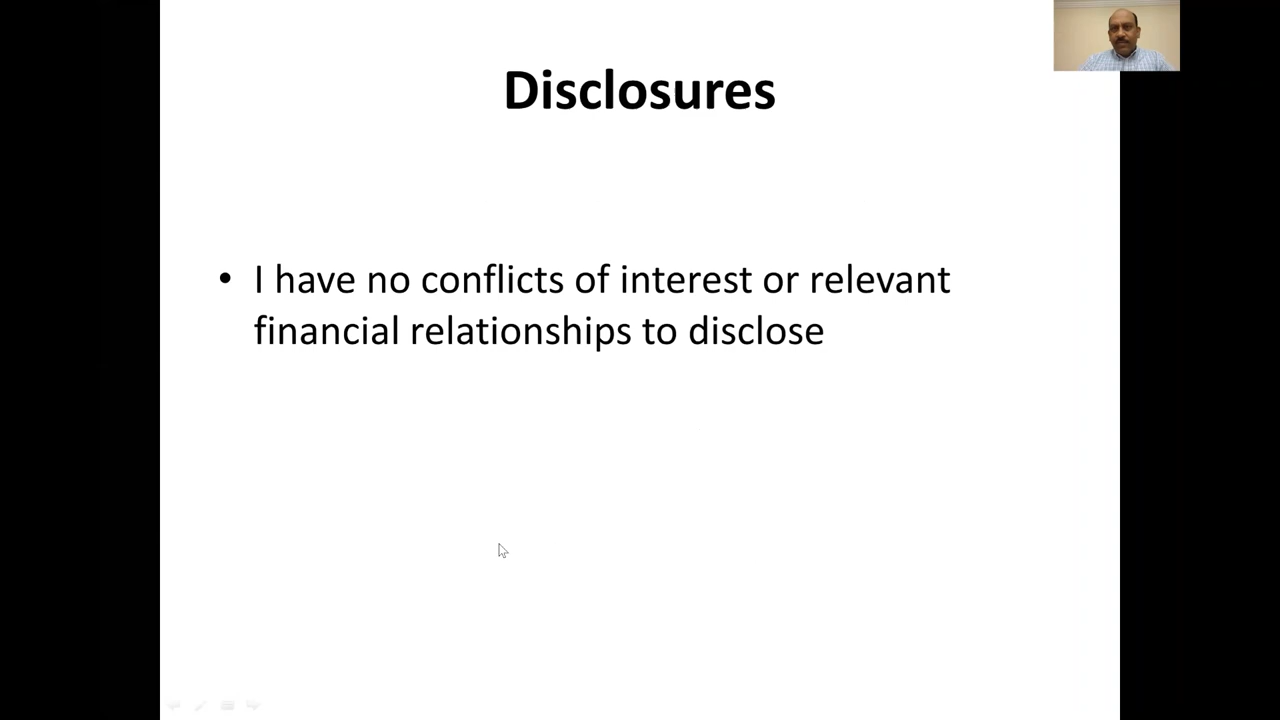 Disclosures
• I have no conflicts of interest or relevant
financial relationships to disclose